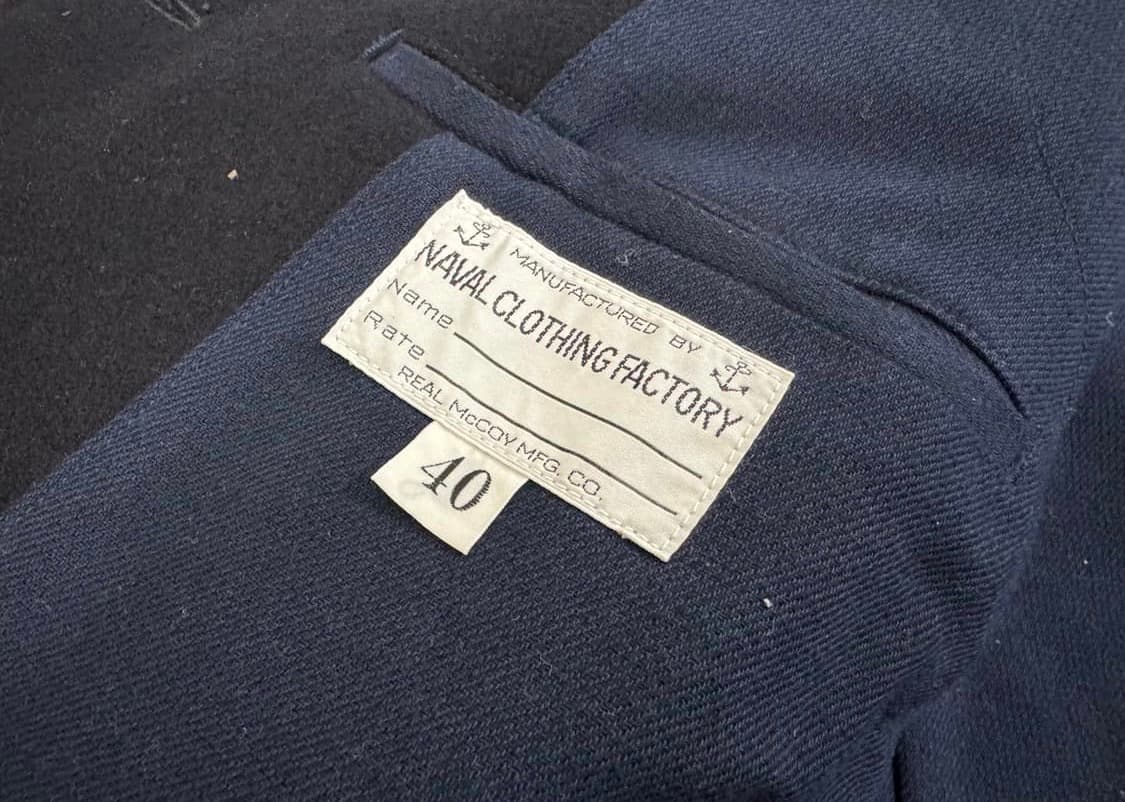 MANUFACTURED BY
NAVAL CLOTHING FACTORY
Name
Rate
REAL McCOY MFG. CO.
40